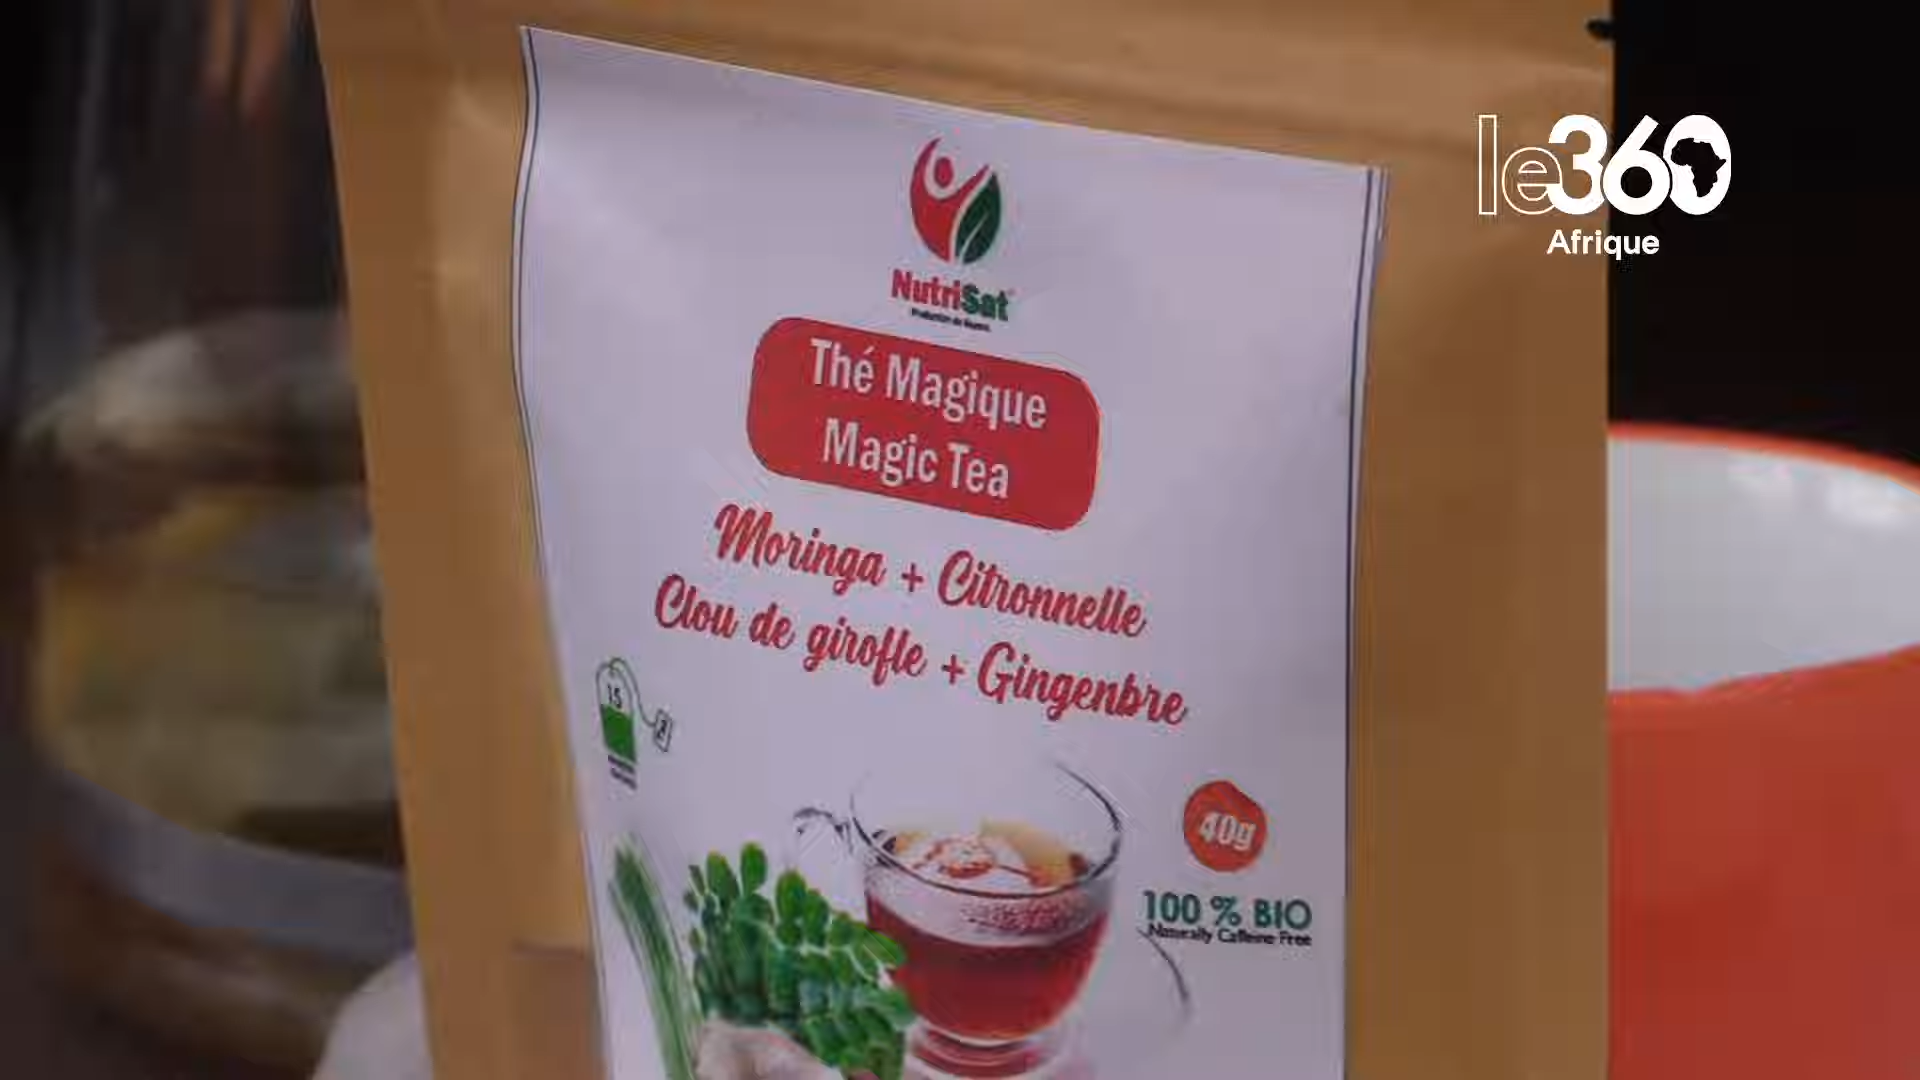 le360
Afrique
NutriSat
Thé Magique
Magic Tea
Moringa + Citronnelle
Clou de girofle + Gingenbre
15
40g
100 % BIO
Naturally Caffeine Free